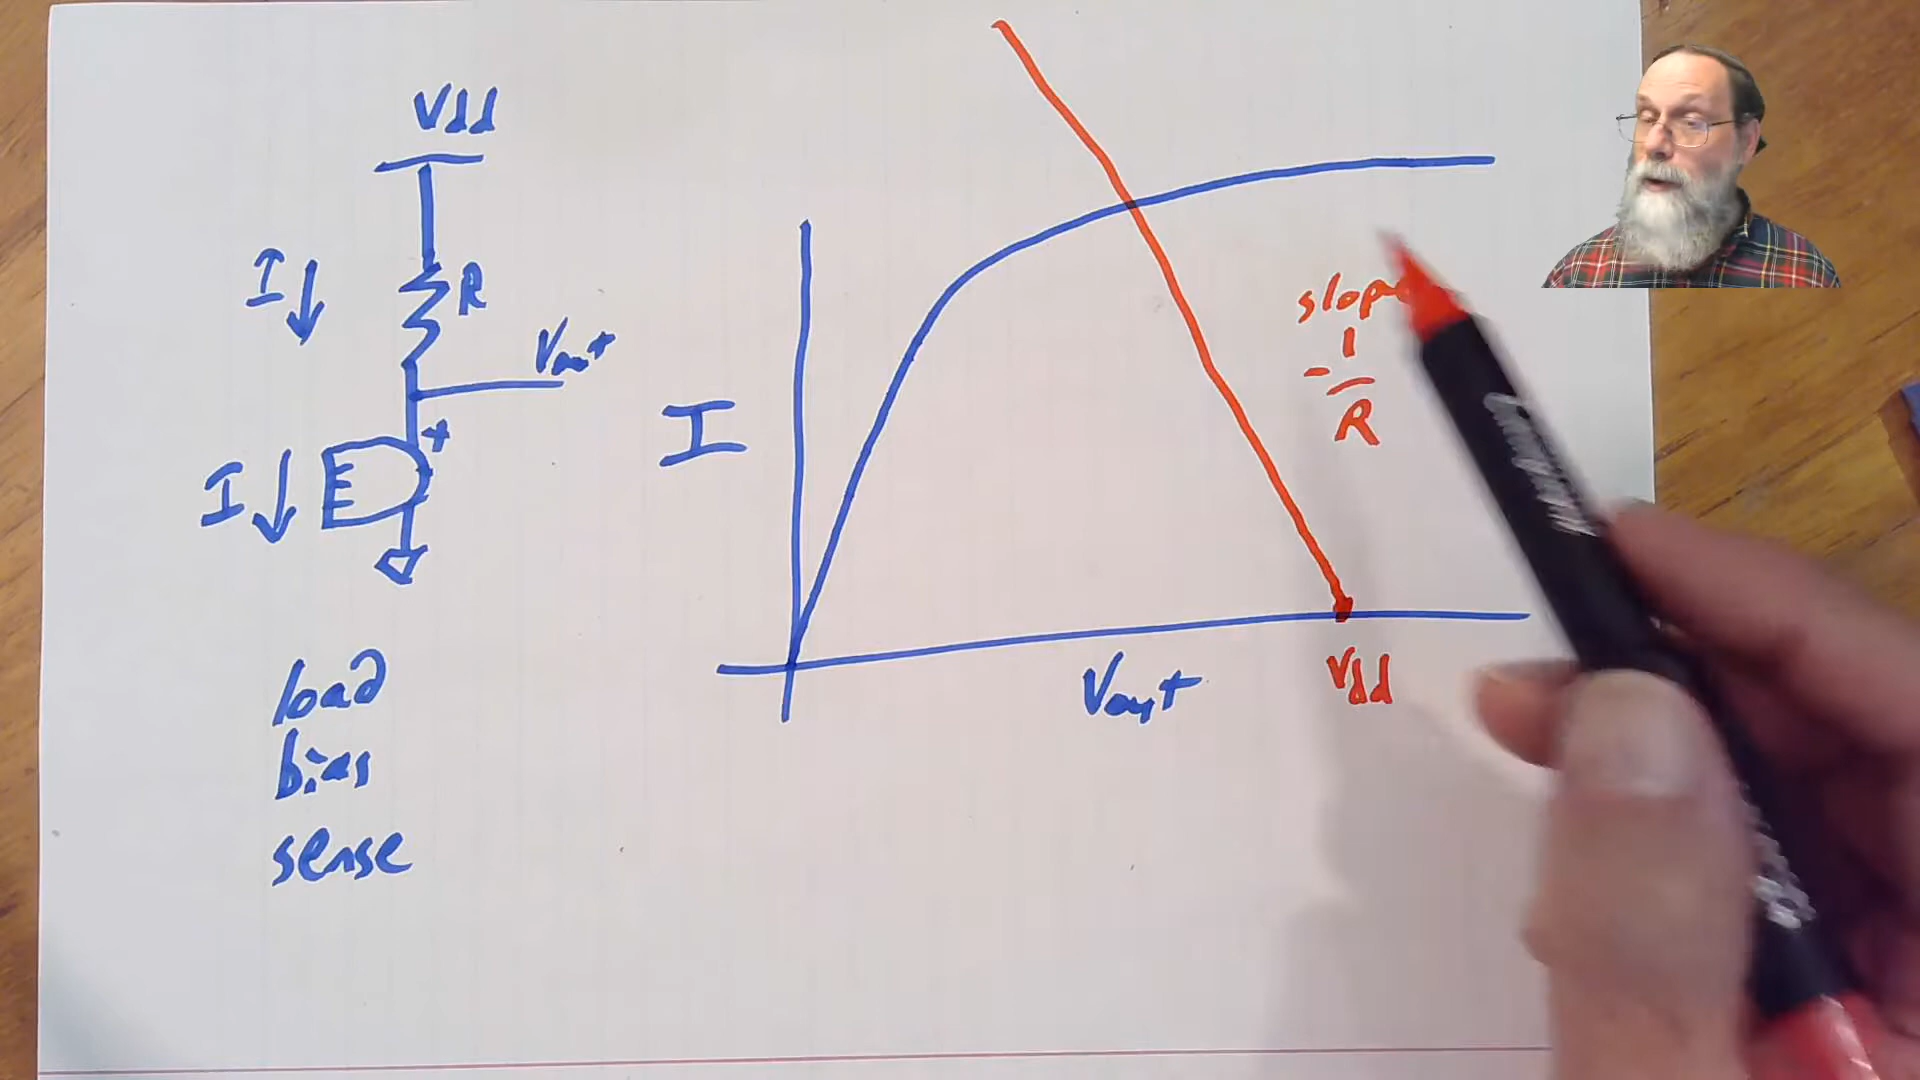 Vdd
I
R
Vout
+
I
load
bias
sense
I
Vout
Vdd
slope
- 1
R